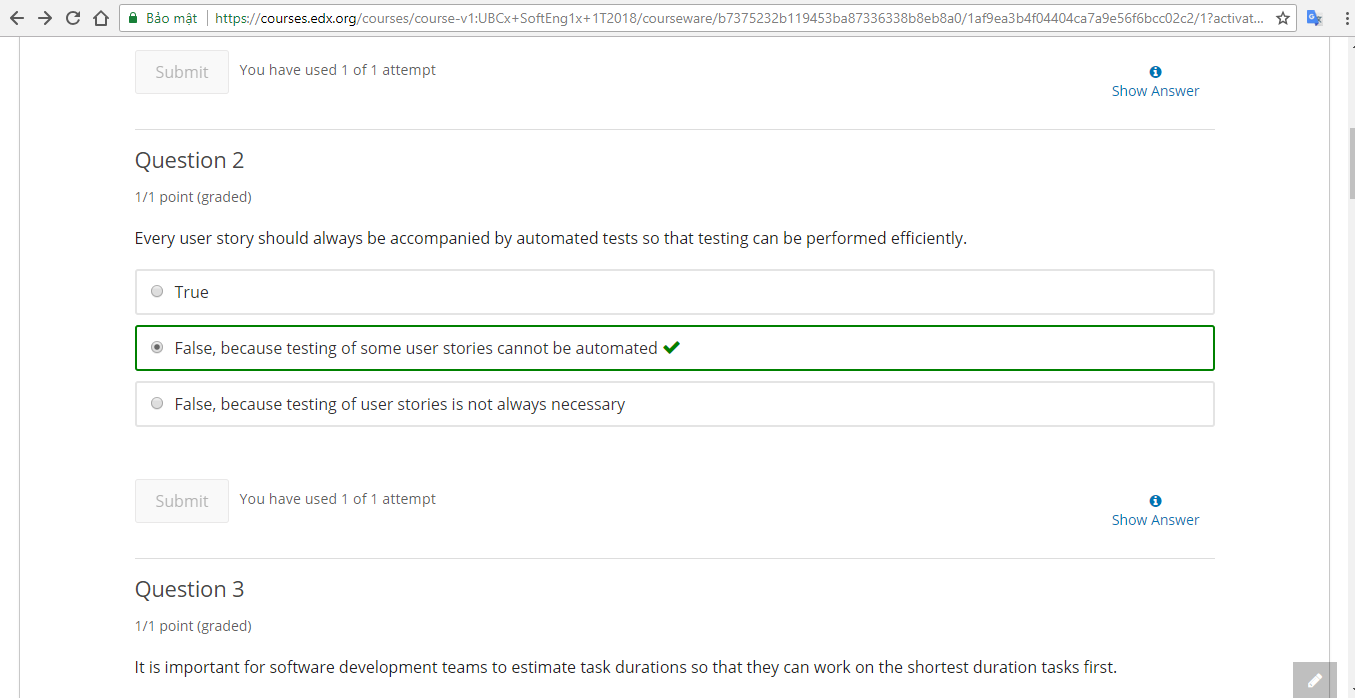 Bảo mật https://courses.edx.org/courses/course-v1:UBCx+SoftEng1x+1T2018/courseware/b7375232b119453ba87336338b8eb8a0/1af9ea3b4f04404ca7a9e56f6bcc02c2/1?activat...
Submit You have used 1 of 1 attempt
Show Answer
Question 2
1/1 point (graded)
Every user story should always be accompanied by automated tests so that testing can be performed efficiently.
True
False, because testing of some user stories cannot be automated
False, because testing of user stories is not always necessary
Submit You have used 1 of 1 attempt
Show Answer
Question 3
1/1 point (graded)
It is important for software development teams to estimate task durations so that they can work on the shortest duration tasks first.